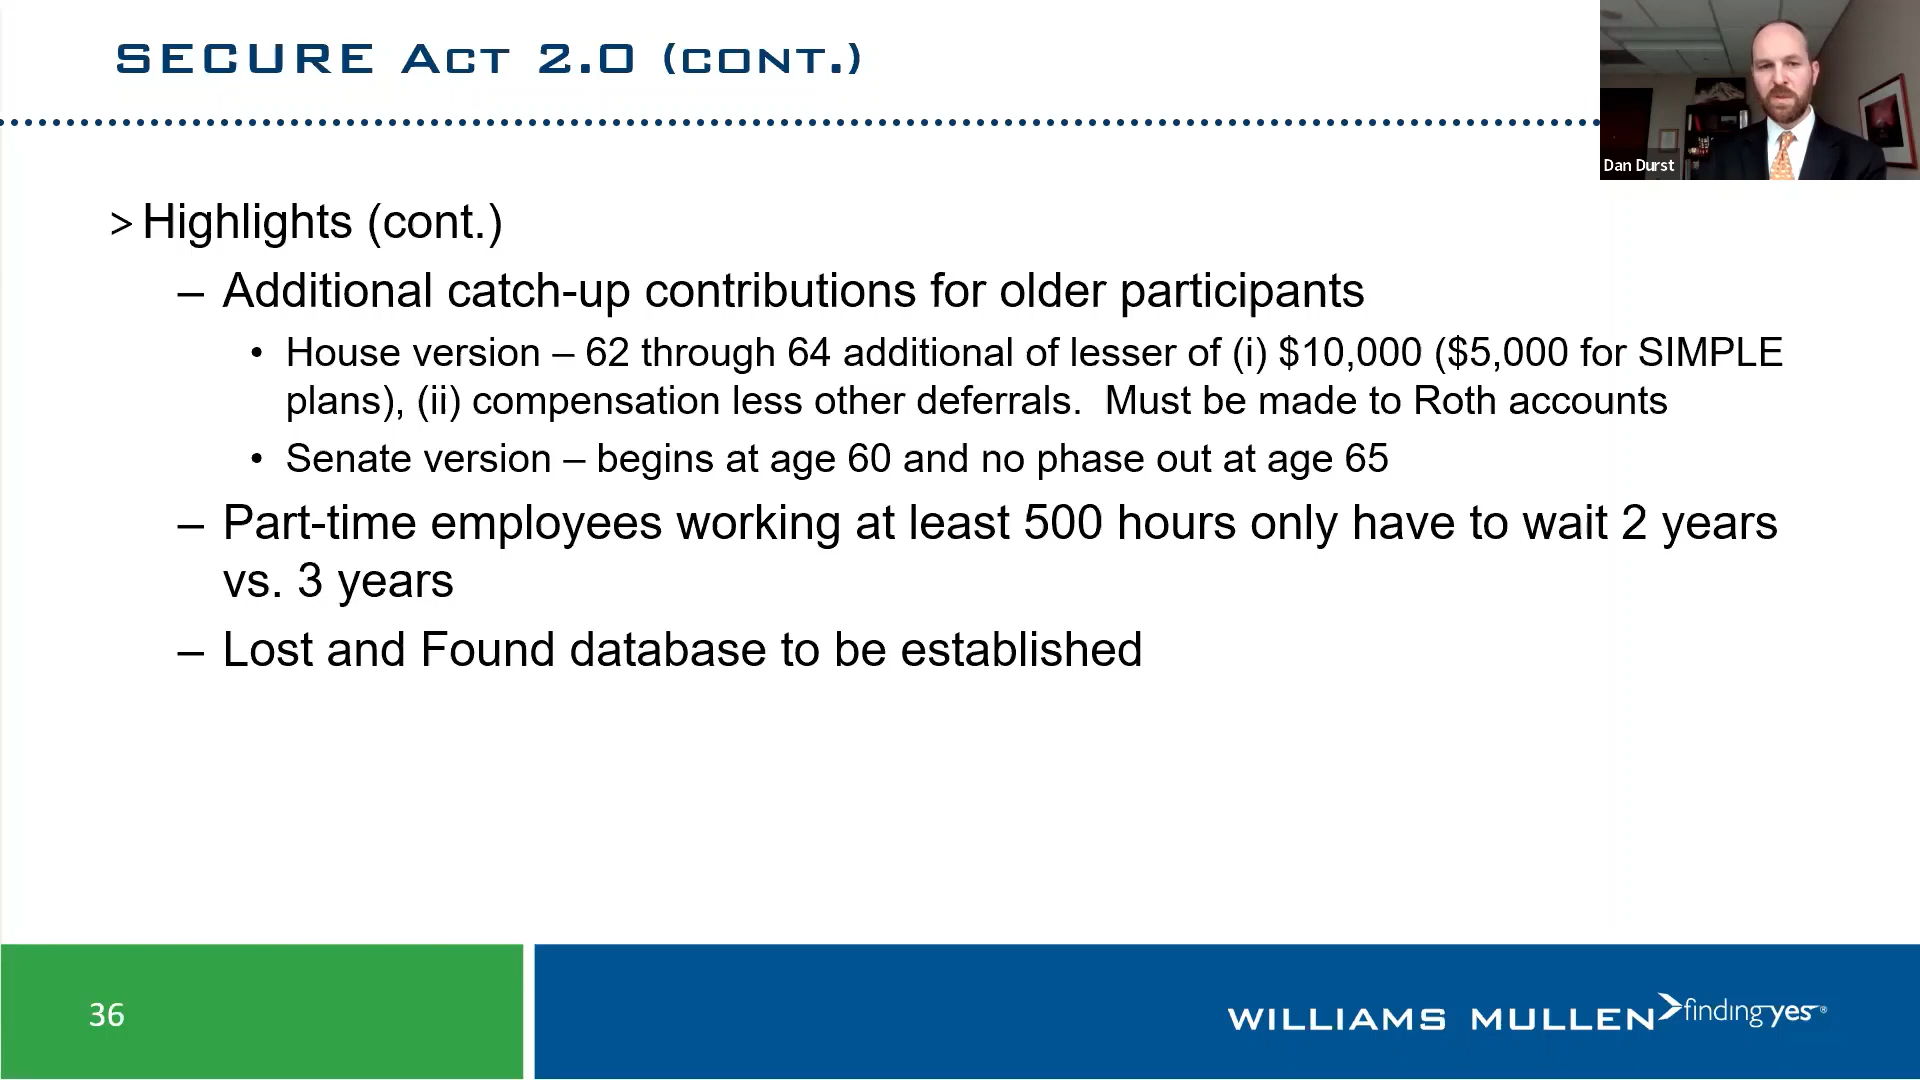 SECURE ACT 2.0 (CONT.)
Dan Durst
> Highlights (cont.)
– Additional catch-up contributions for older participants
• House version – 62 through 64 additional of lesser of (i) $10,000 ($5,000 for SIMPLE
plans), (ii) compensation less other deferrals.  Must be made to Roth accounts
• Senate version – begins at age 60 and no phase out at age 65
– Part-time employees working at least 500 hours only have to wait 2 years
vs. 3 years
– Lost and Found database to be established
36
WILLIAMS MULLEN finding yes®